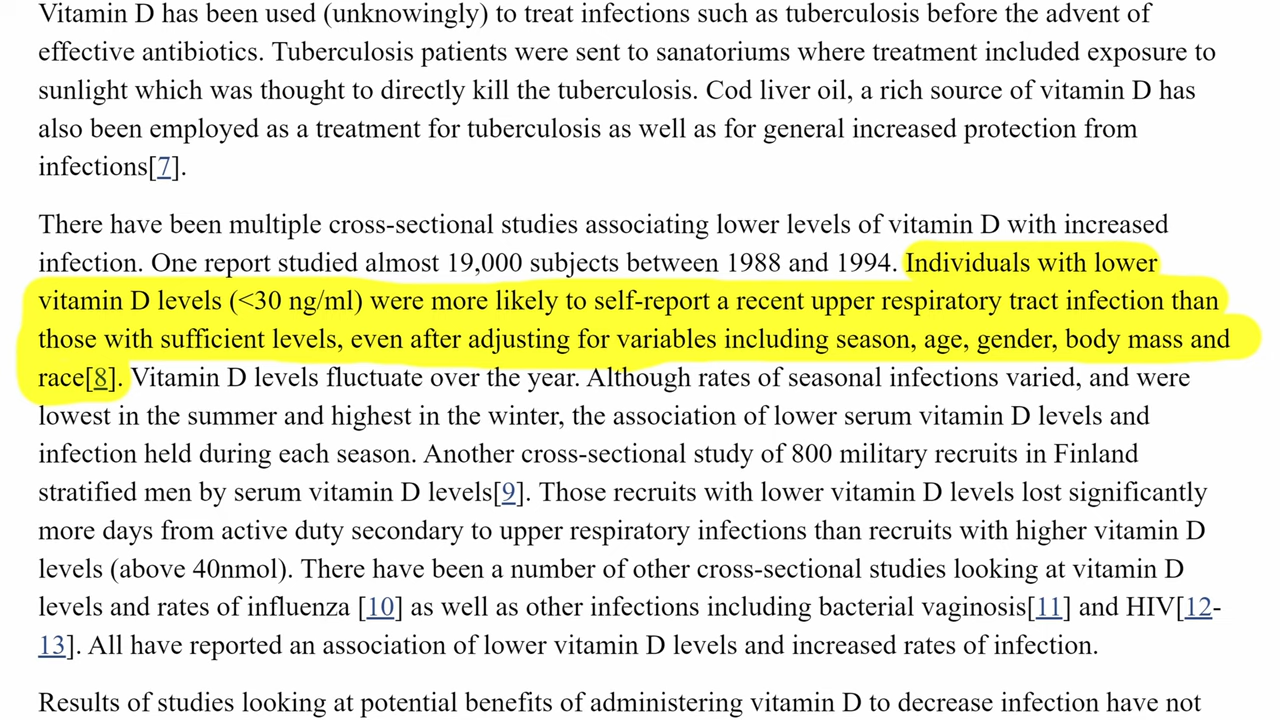 Vitamin D has been used (unknowingly) to treat infections such as tuberculosis before the advent of
effective antibiotics. Tuberculosis patients were sent to sanatoriums where treatment included exposure to
sunlight which was thought to directly kill the tuberculosis. Cod liver oil, a rich source of vitamin D has
also been employed as a treatment for tuberculosis as well as for general increased protection from
infections[7].
There have been multiple cross-sectional studies associating lower levels of vitamin D with increased
infection. One report studied almost 19,000 subjects between 1988 and 1994. Individuals with lower
vitamin D levels (<30 ng/ml) were more likely to self-report a recent upper respiratory tract infection than
those with sufficient levels, even after adjusting for variables including season, age, gender, body mass and
race[8]. Vitamin D levels fluctuate over the year. Although rates of seasonal infections varied, and were
lowest in the summer and highest in the winter, the association of lower serum vitamin D levels and
infection held during each season. Another cross-sectional study of 800 military recruits in Finland
stratified men by serum vitamin D levels[9]. Those recruits with lower vitamin D levels lost significantly
more days from active duty secondary to upper respiratory infections than recruits with higher vitamin D
levels (above 40nmol). There have been a number of other cross-sectional studies looking at vitamin D
levels and rates of influenza [10] as well as other infections including bacterial vaginosis[11] and HIV[12-
13]. All have reported an association of lower vitamin D levels and increased rates of infection.
Results of studies looking at potential benefits of administering vitamin D to decrease infection have not